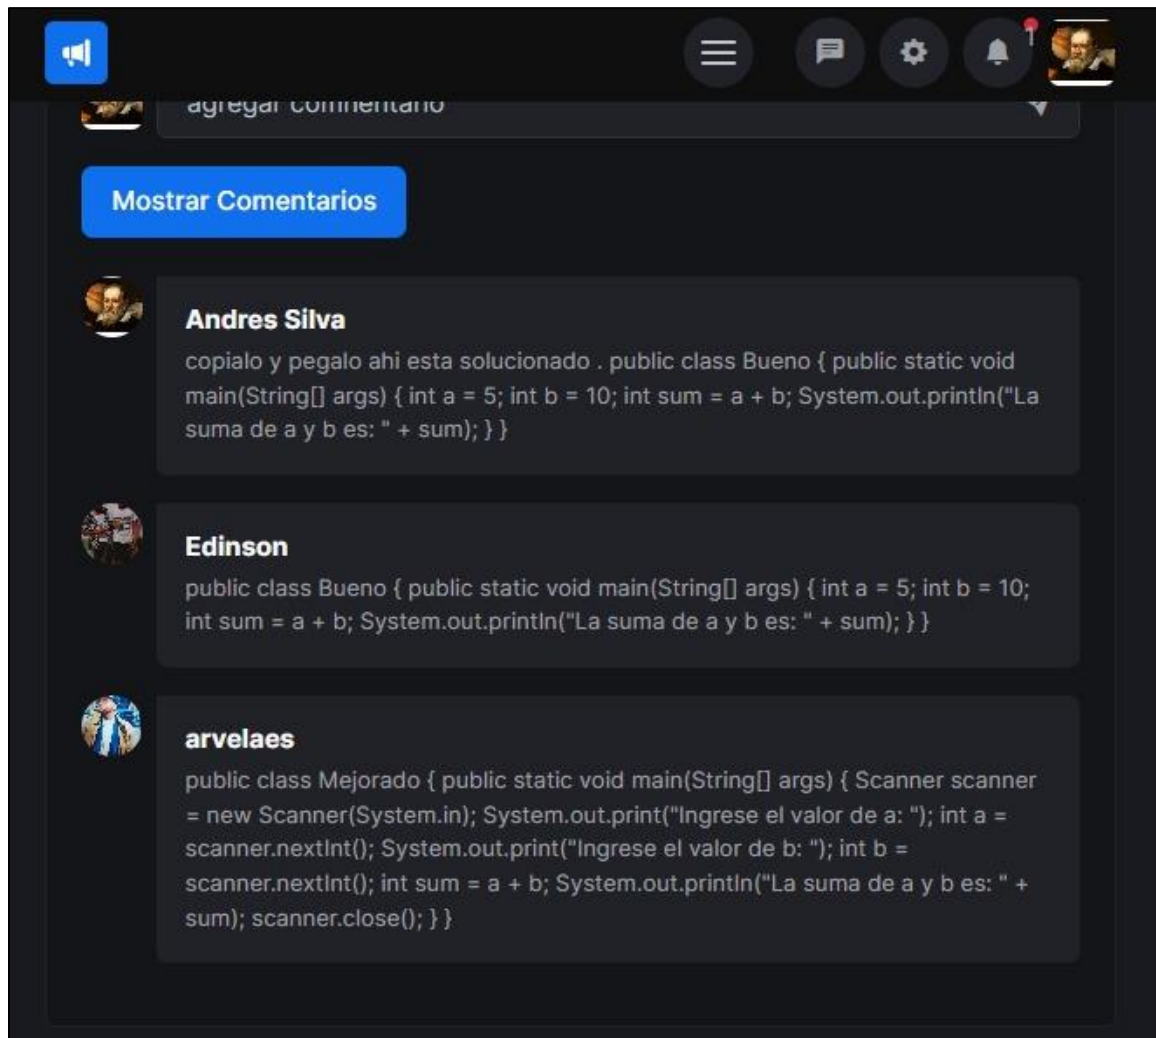 1
agregar comnentario
Mostrar Comentarios
Andres Silva
copialo y pegalo ahi esta solucionado . public class Bueno { public static void
main(String[] args) { int a = 5; int b = 10; int sum = a + b; System.out.println("La
suma de a y b es: " + sum); } }
Edinson
public class Bueno { public static void main(String[] args) { int a = 5; int b = 10;
int sum = a + b; System.out.println("La suma de a y b es: " + sum); } }
arvelaes
public class Mejorado { public static void main(String[] args) { Scanner scanner
= new Scanner(System.in); System.out.print("Ingrese el valor de a: "); int a =
scanner.nextInt(); System.out.print("Ingrese el valor de b: "); int b =
scanner.nextInt(); int sum = a + b; System.out.println("La suma de a y b es: " +
sum); scanner.close(); } }